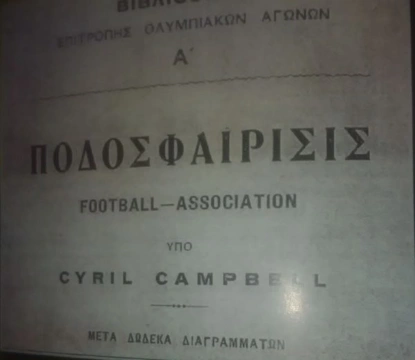 ΕΠΙΤΡΟΠΗΣ ΟΛΥΜΠΙΑΚΩΝ ΑΓΩΝΩΝ
Α΄
ΠΟΔΟΣΦΑΙΡΙΣΙΣ
FOOTBALL—ASSOCIATION
ΥΠΟ
CYRIL CAMPBELL
ΜΕΤΑ ΔΩΔΕΚΑ ΔΙΑΓΡΑΜΜΑΤΩΝ